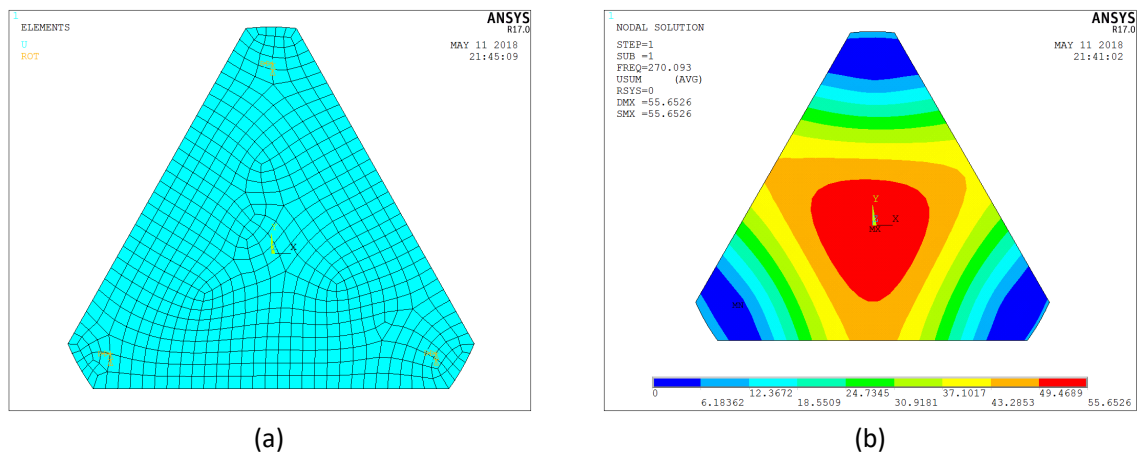 1
ELEMENTS
U
ROT
ANSYS
R17.0
MAY 11 2018
21:45:09
Y
X
(a)
1
NODAL SOLUTION
STEP=1
SUB =1
FREQ=270.093
USUM (AVG)
RSYS=0
DMX =55.6526
SMX =55.6526
ANSYS
R17.0
MAY 11 2018
21:41:02
Y
X
MX
MN
0 12.3672 24.7345 37.1017 49.4689
6.18362 18.5509 30.9181 43.2853 55.6526
(b)